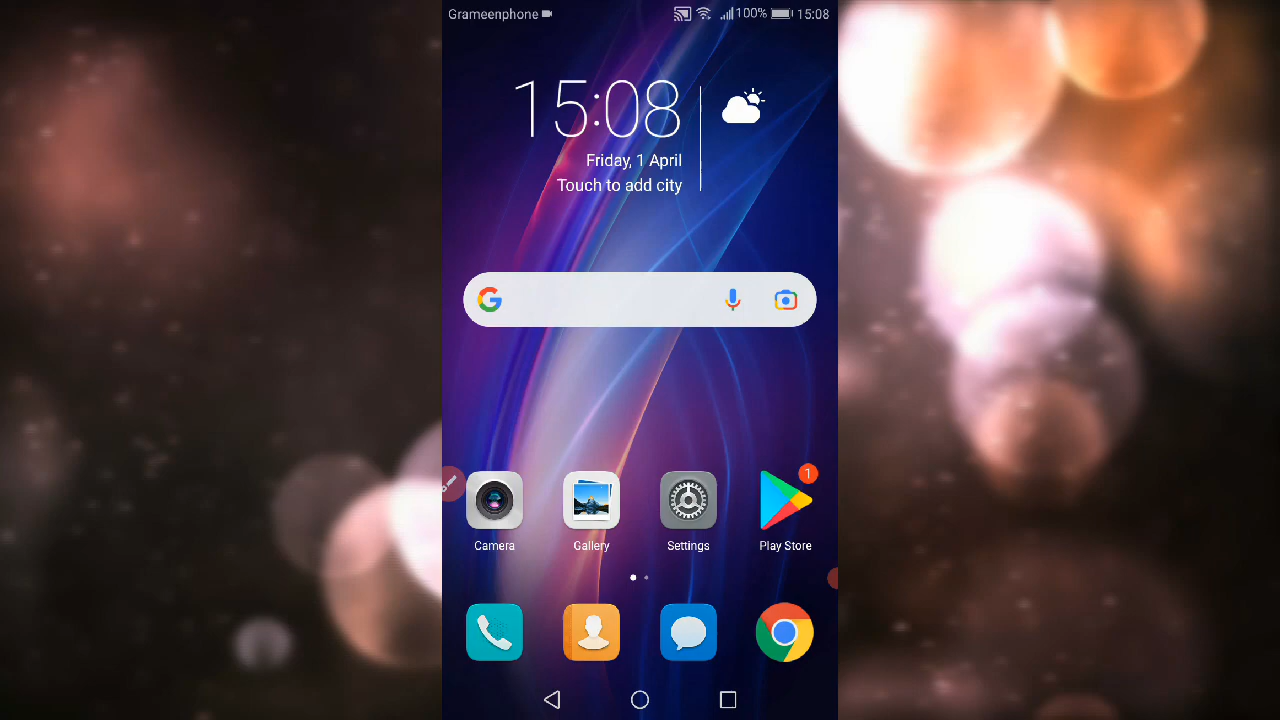 Grameenphone 100% 15:08
15:08
Friday, 1 April
Touch to add city
1
Camera Gallery Settings Play Store